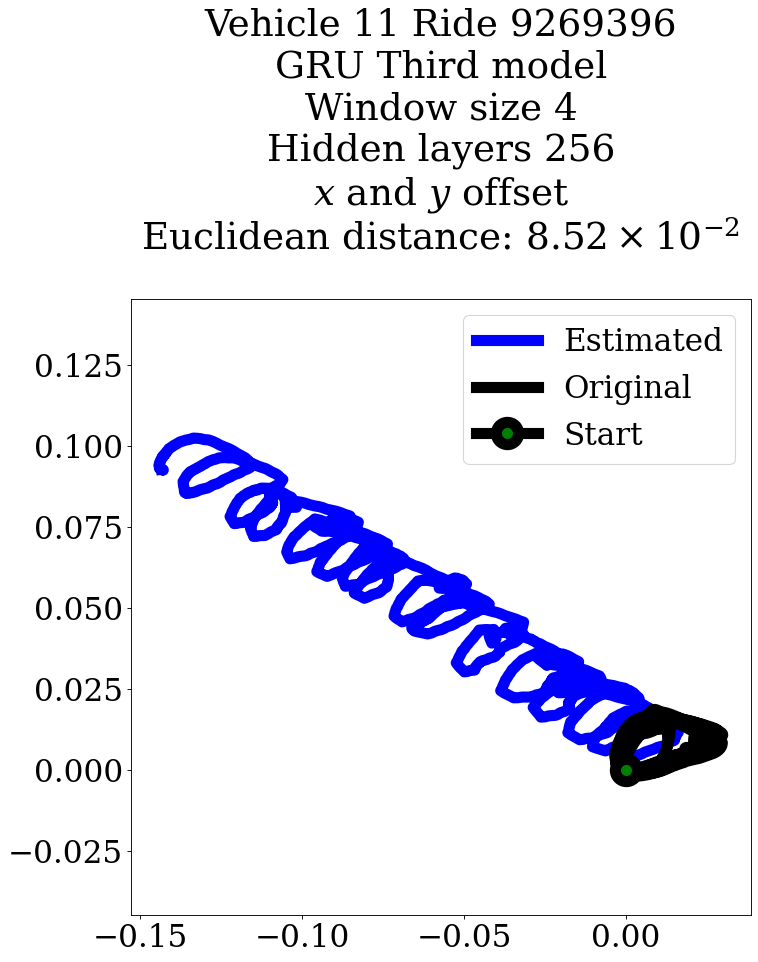 Vehicle 11 Ride 9269396
GRU Third model
Window size 4
Hidden layers 256
x and y offset
Euclidean distance: 8.52 × 10⁻²
Estimated
Original
Start
0.125
0.100
0.075
0.050
0.025
0.000
−0.025
−0.15 −0.10 −0.05 0.00